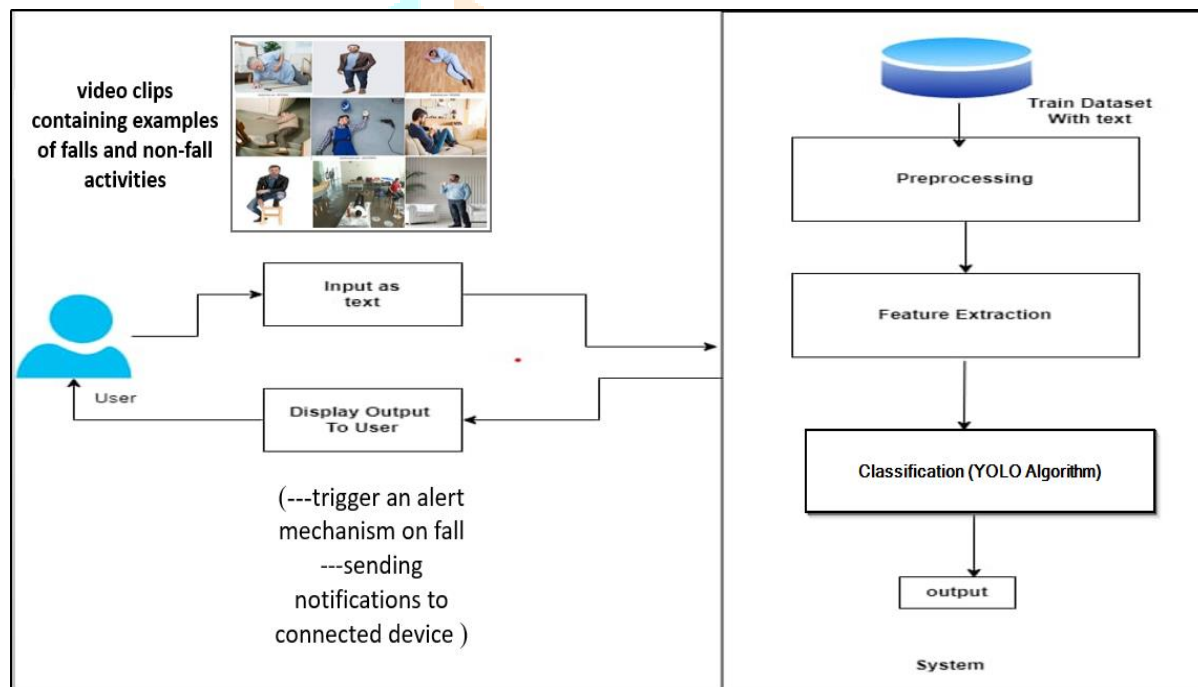 video clips
containing examples
of falls and non-fall
activities
Input as
text
User
Display Output
To User
(---trigger an alert
mechanism on fall
---sending
notifications to
connected device )
Train Dataset
With text
Preprocessing
Feature Extraction
Classification (YOLO Algorithm)
output
System